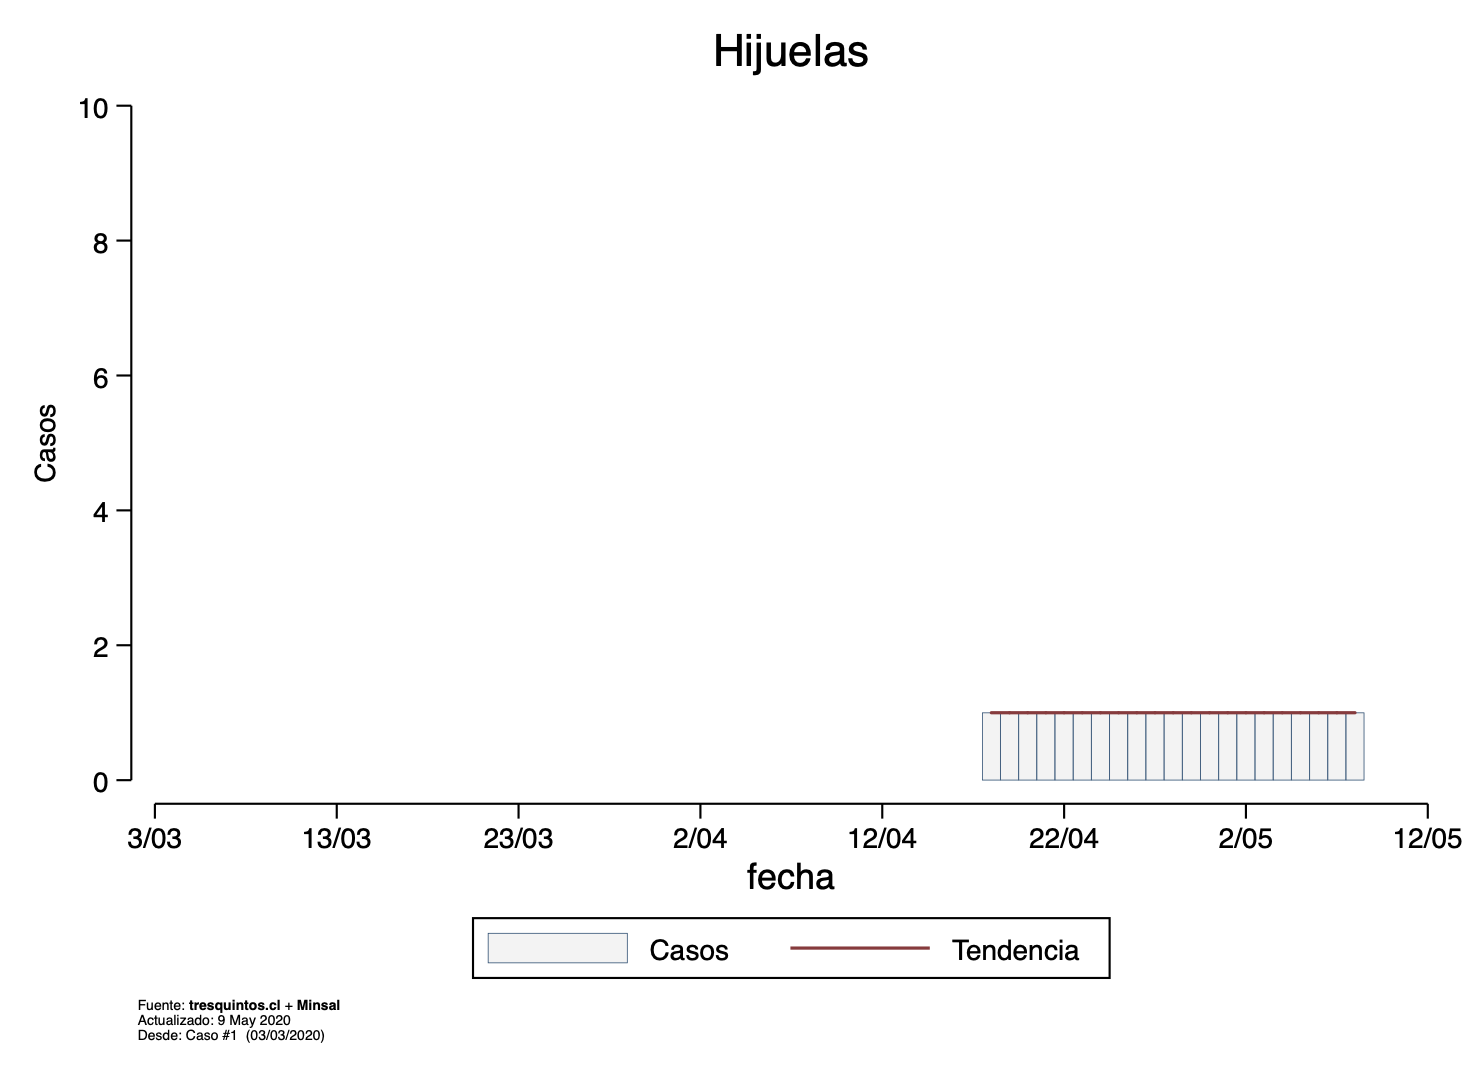 Hijuelas
10
8
6
4
2
0
Casos
3/03 13/03 23/03 2/04 12/04 22/04 2/05 12/05
fecha
Casos Tendencia
Fuente: tresquintos.cl + Minsal
Actualizado: 9 May 2020
Desde: Caso #1 (03/03/2020)